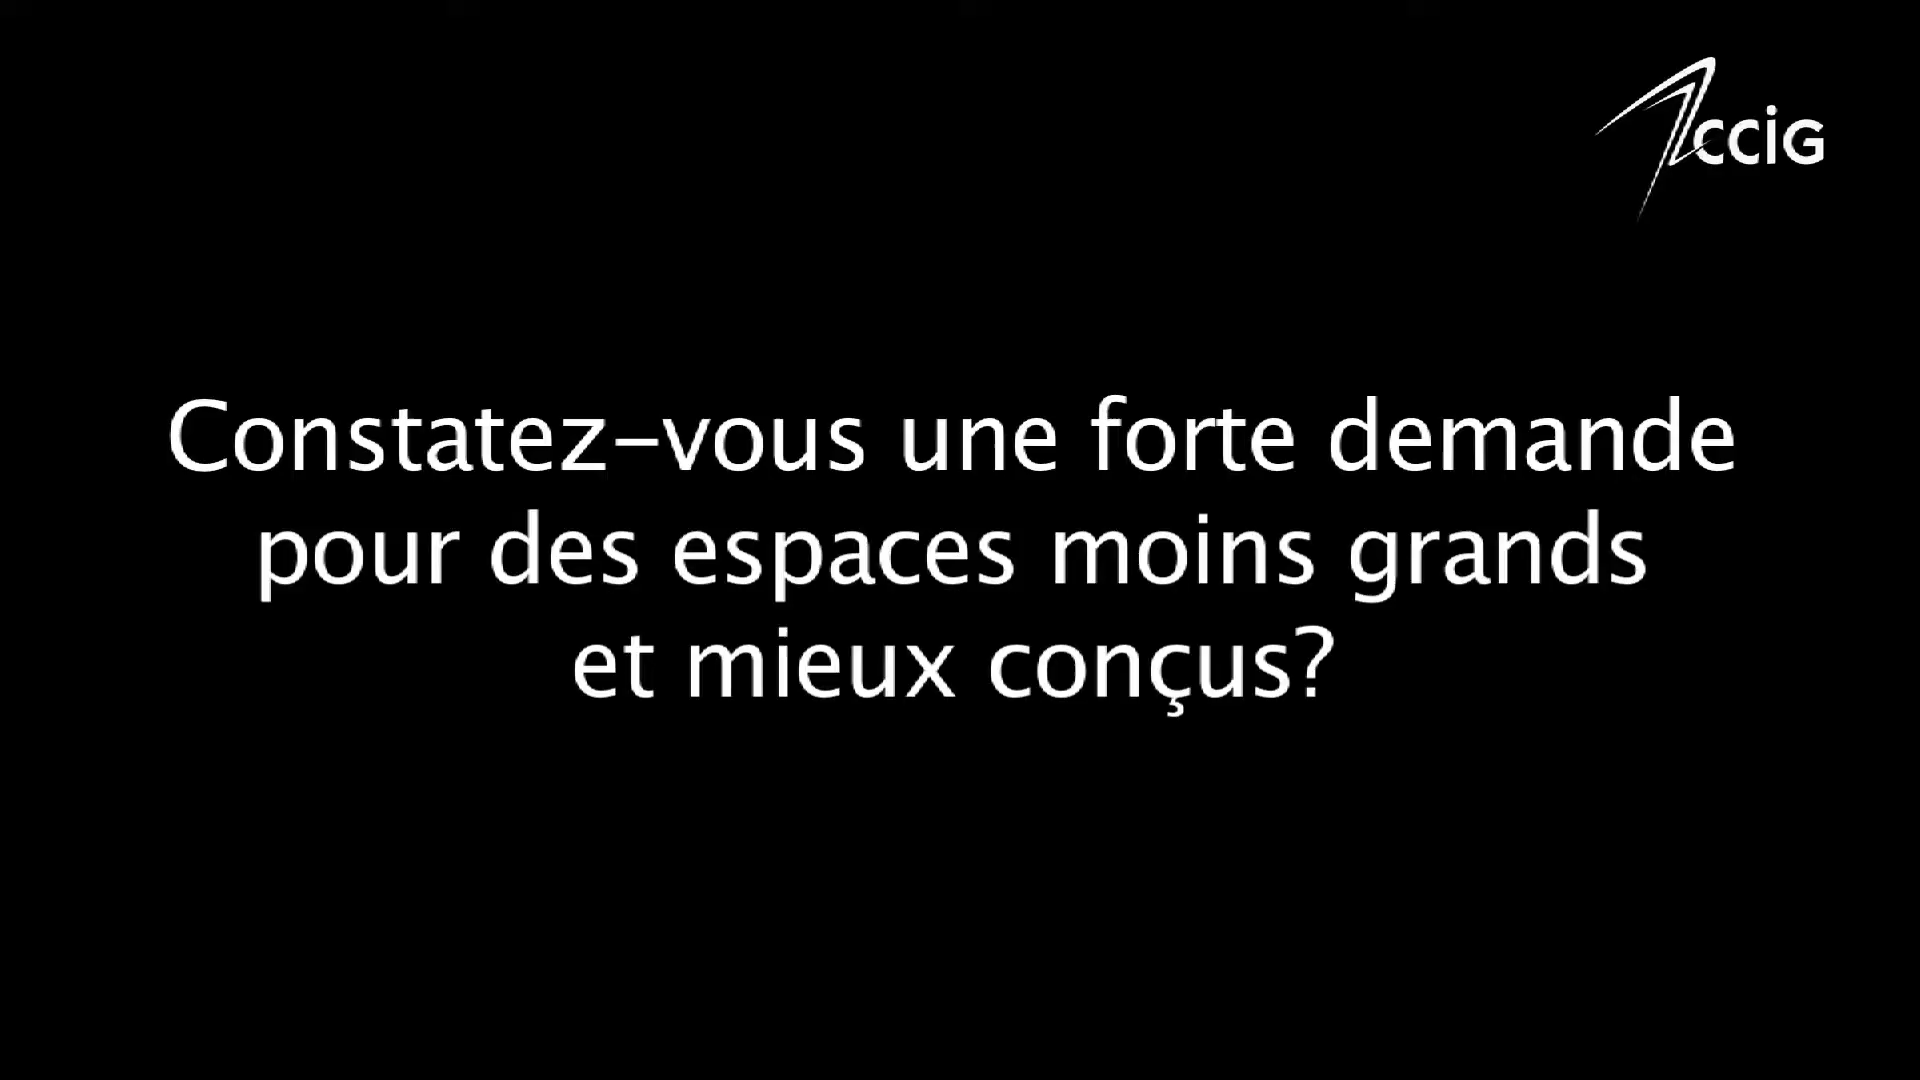 ccig
Constatez-vous une forte demande
pour des espaces moins grands
et mieux conçus?